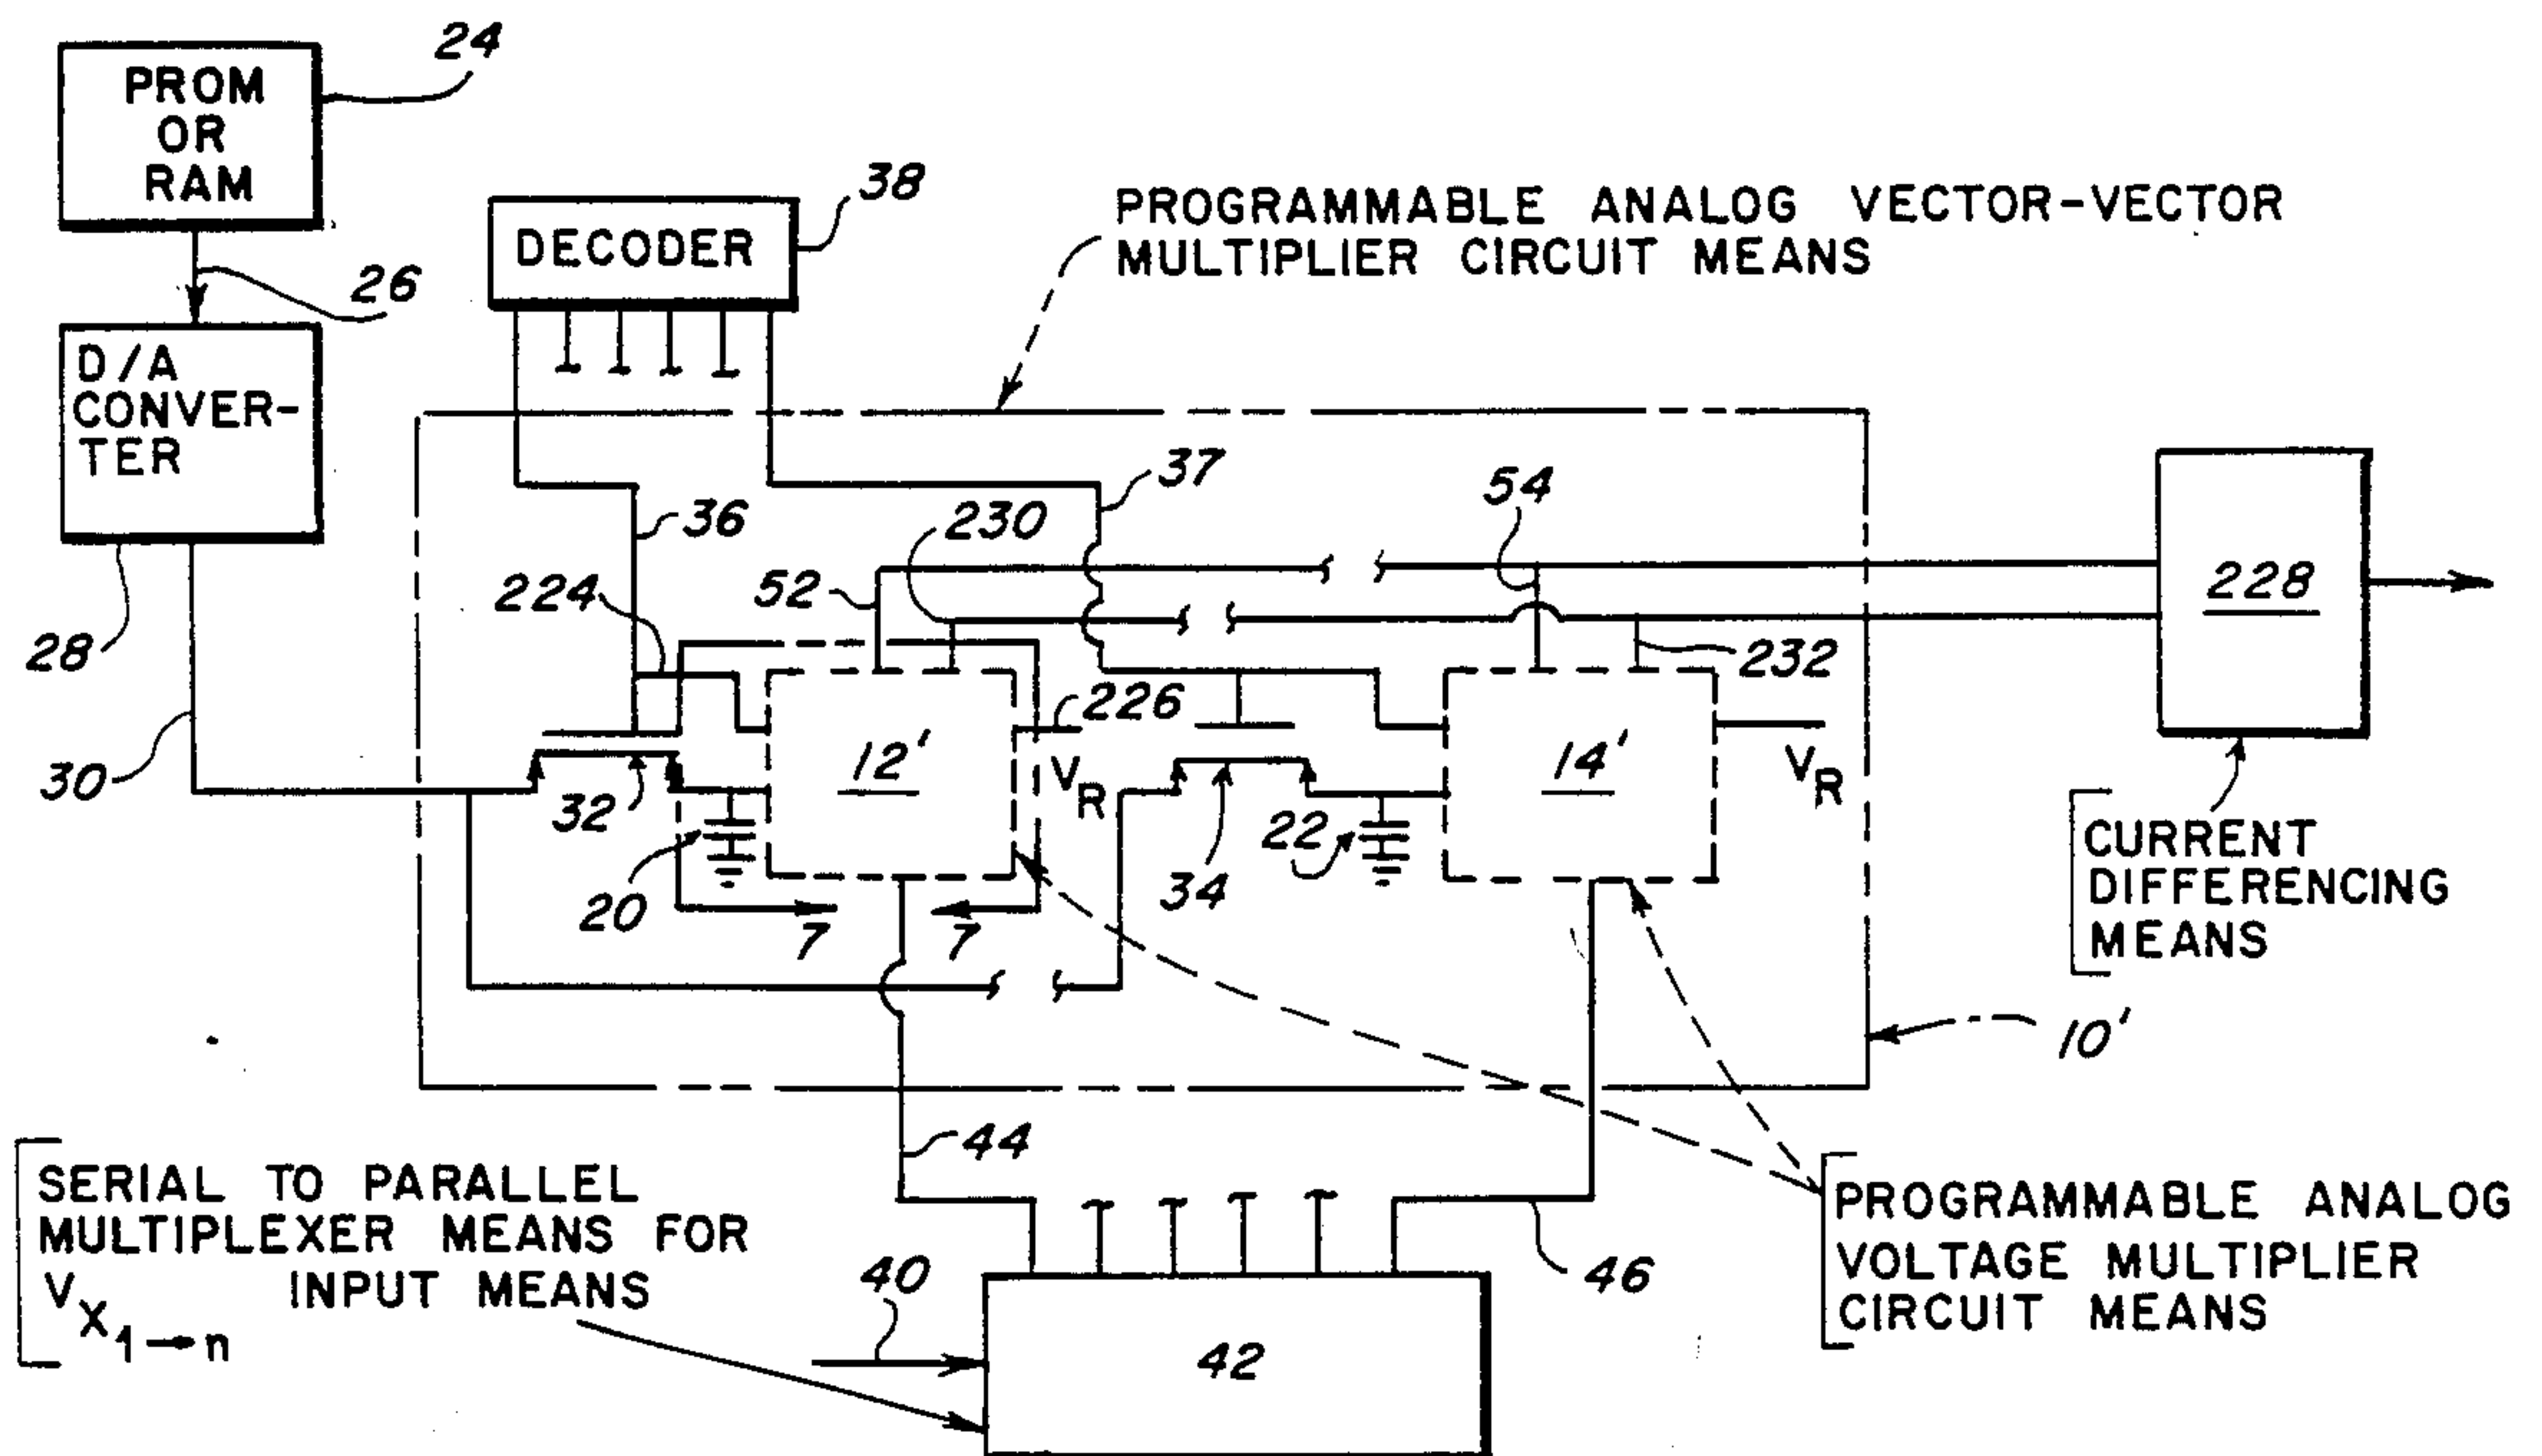 24
PROM
OR
RAM
26
D/A
CONVER-
TER
28
30
DECODER
38
PROGRAMMABLE ANALOG VECTOR-VECTOR
MULTIPLIER CIRCUIT MEANS
36
37
54
230
52
224
228
232
226
12'
14'
V_R
V_R
32
34
20
22
7
7
CURRENT
DIFFERENCING
MEANS
10'
44
46
SERIAL TO PARALLEL
MULTIPLEXER MEANS FOR
V_X_1→n INPUT MEANS
40
42
PROGRAMMABLE ANALOG
VOLTAGE MULTIPLIER
CIRCUIT MEANS